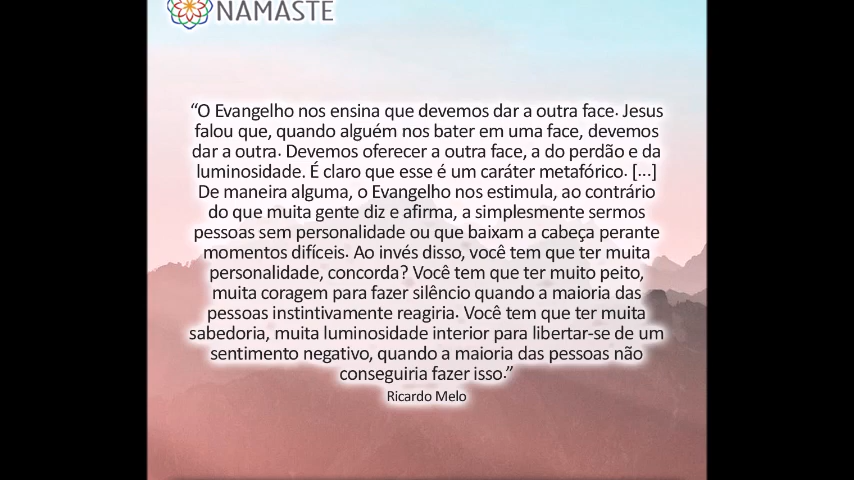 NAMASTÊ
“O Evangelho nos ensina que devemos dar a outra face. Jesus
falou que, quando alguém nos bater em uma face, devemos
dar a outra. Devemos oferecer a outra face, a do perdão e da
luminosidade. É claro que esse é um caráter metafórico. [...]
De maneira alguma, o Evangelho nos estimula, ao contrário
do que muita gente diz e afirma, a simplesmente sermos
pessoas sem personalidade ou que baixam a cabeça perante
momentos difíceis. Ao invés disso, você tem que ter muita
personalidade, concorda? Você tem que ter muito peito,
muita coragem para fazer silêncio quando a maioria das
pessoas instintivamente reagiria. Você tem que ter muita
sabedoria, muita luminosidade interior para libertar-se de um
sentimento negativo, quando a maioria das pessoas não
conseguiria fazer isso.”
Ricardo Melo